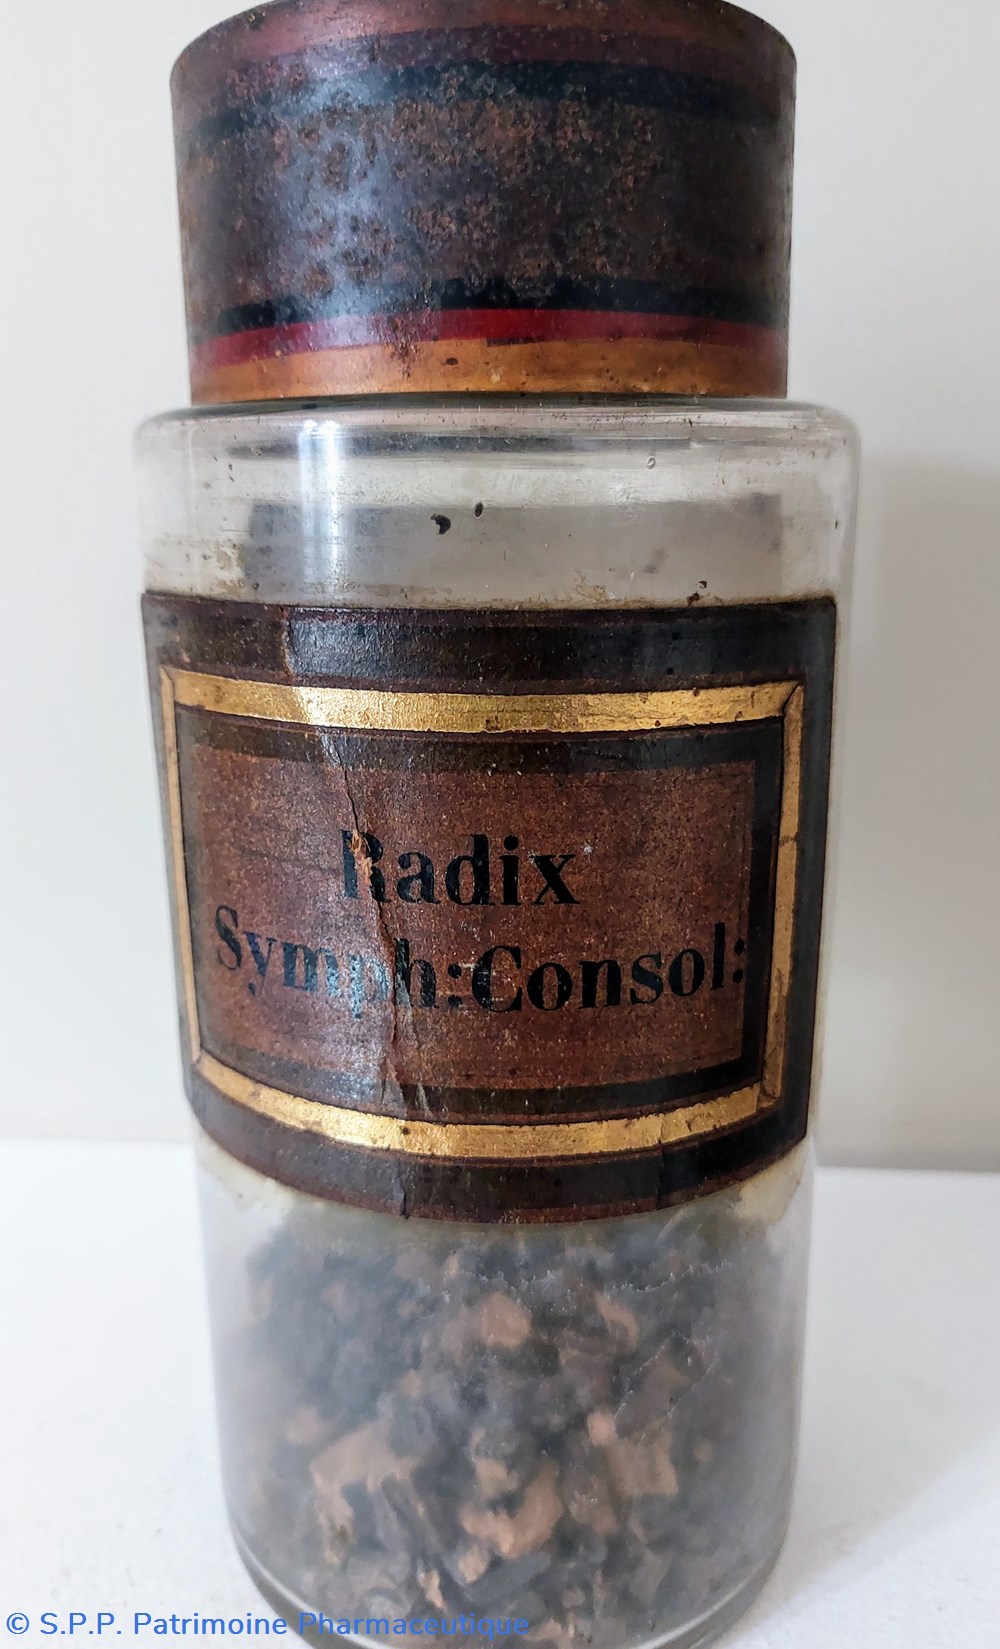 Radix
Symph: Consol:
© S.P.P. Patrimoine Pharmaceutique